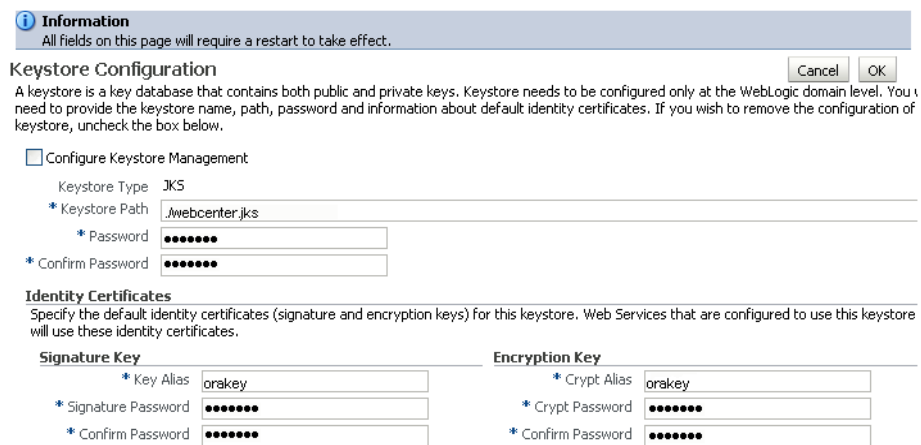 Information
All fields on this page will require a restart to take effect.
Keystore Configuration
Cancel OK
A keystore is a key database that contains both public and private keys. Keystore needs to be configured only at the WebLogic domain level. You
need to provide the keystore name, path, password and information about default identity certificates. If you wish to remove the configuration of
keystore, uncheck the box below.
Configure Keystore Management
Keystore Type JKS
* Keystore Path ./webcenter.jks
* Password •••••••
* Confirm Password •••••••
Identity Certificates
Specify the default identity certificates (signature and encryption keys) for this keystore. Web Services that are configured to use this keystore
will use these identity certificates.
Signature Key Encryption Key
* Key Alias orakey * Crypt Alias orakey
* Signature Password ••••••• * Crypt Password •••••••
* Confirm Password ••••••• * Confirm Password •••••••